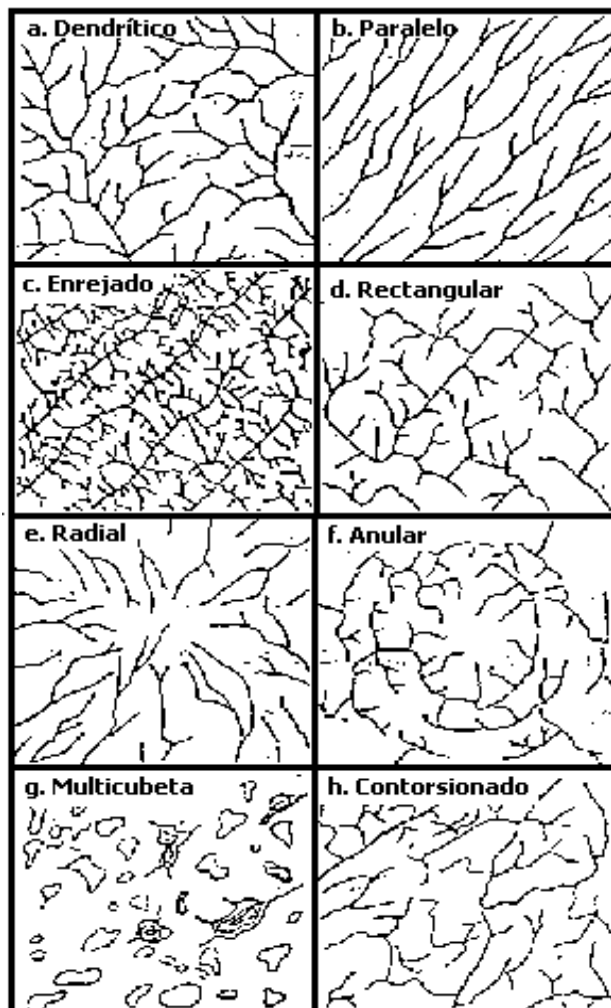 a. Dendrítico
b. Paralelo
c. Enrejado
d. Rectangular
e. Radial
f. Anular
g. Multicubeta
h. Contorsionado